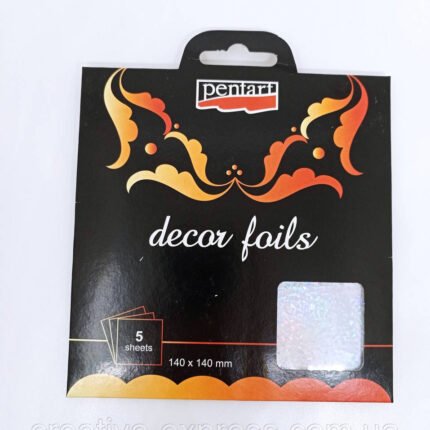 pentart
decor foils
5
sheets
140 x 140 mm